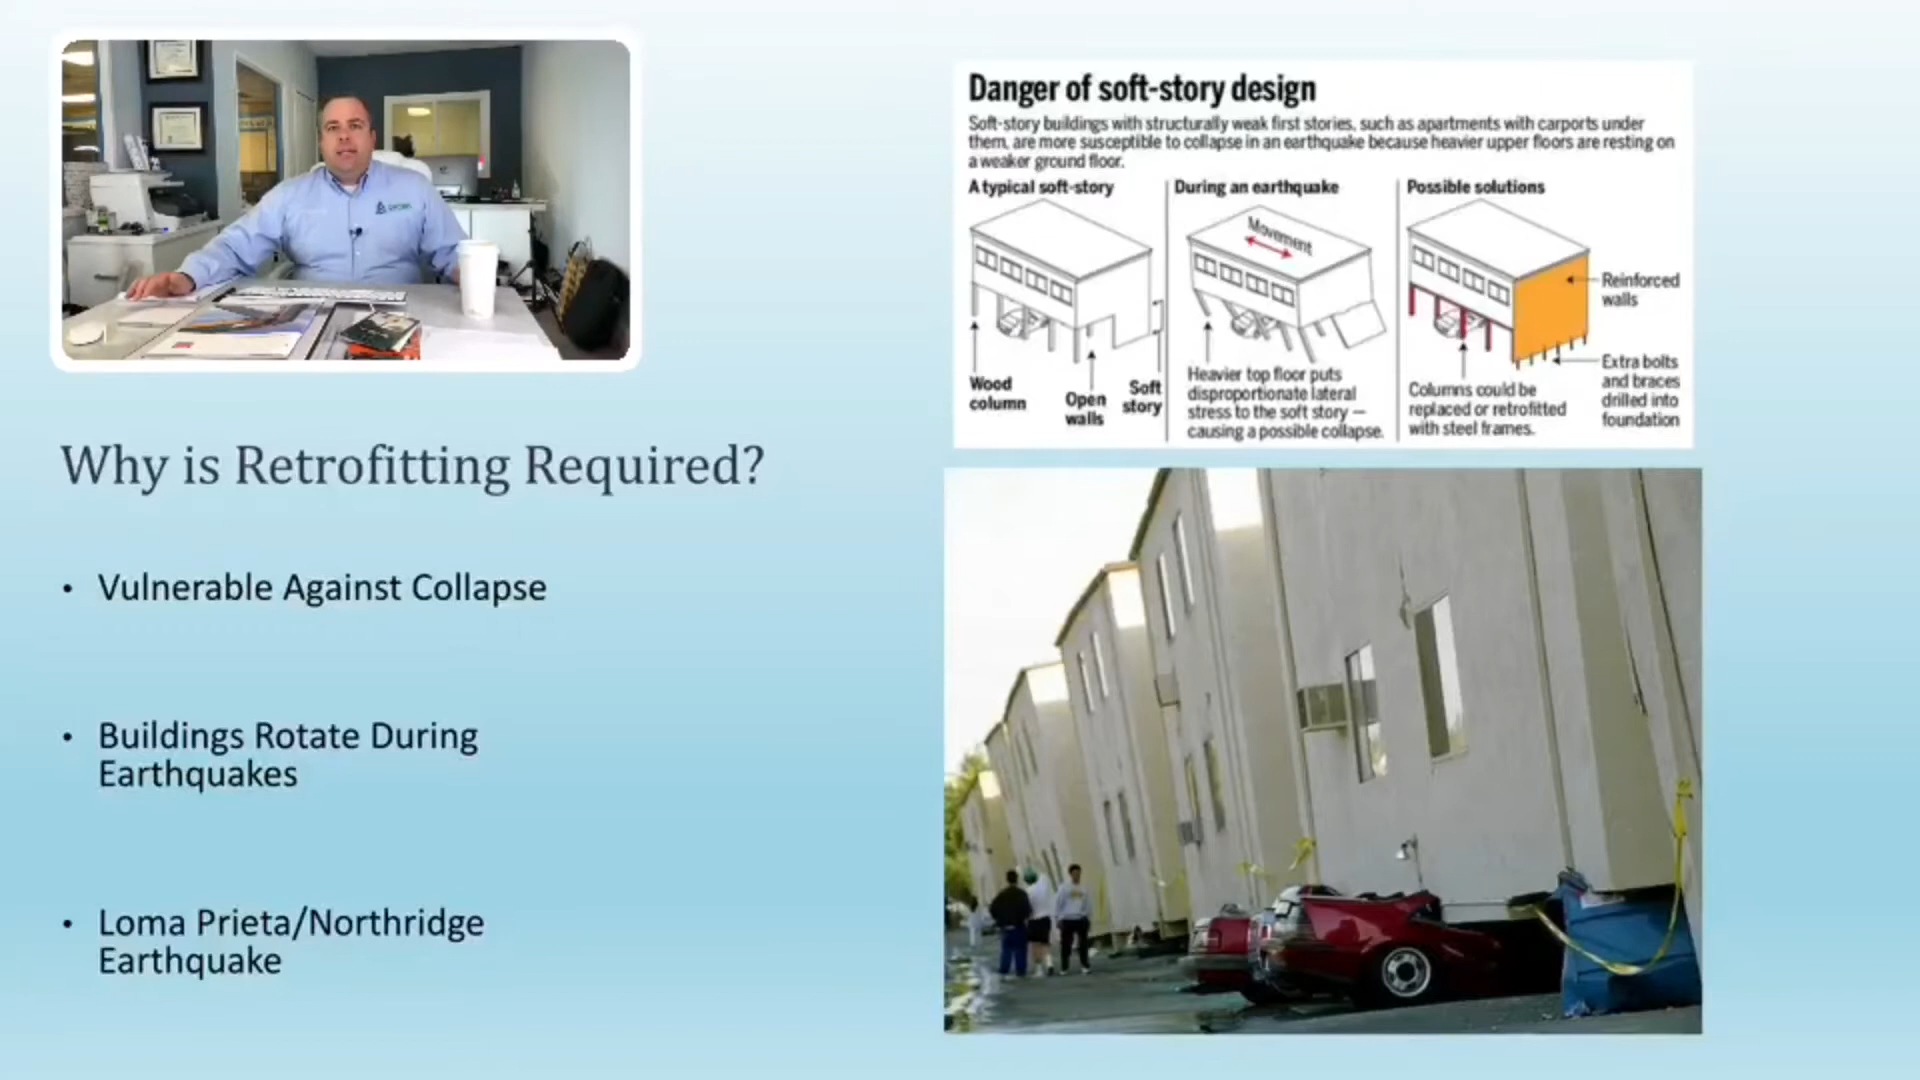 Why is Retrofitting Required?
• Vulnerable Against Collapse
• Buildings Rotate During
Earthquakes
• Loma Prieta/Northridge
Earthquake
Danger of soft-story design
Soft-story buildings with structurally weak first stories, such as apartments with carports under
them, are more susceptible to collapse in an earthquake because heavier upper floors are resting on
a weaker ground floor.
A typical soft-story
Wood
column
Open
walls
Soft
story
During an earthquake
Movement
Heavier top floor puts
disproportionate lateral
stress to the soft story —
causing a possible collapse.
Possible solutions
Reinforced
walls
Columns could be
replaced or retrofitted
with steel frames.
Extra bolts
and braces
drilled into
foundation